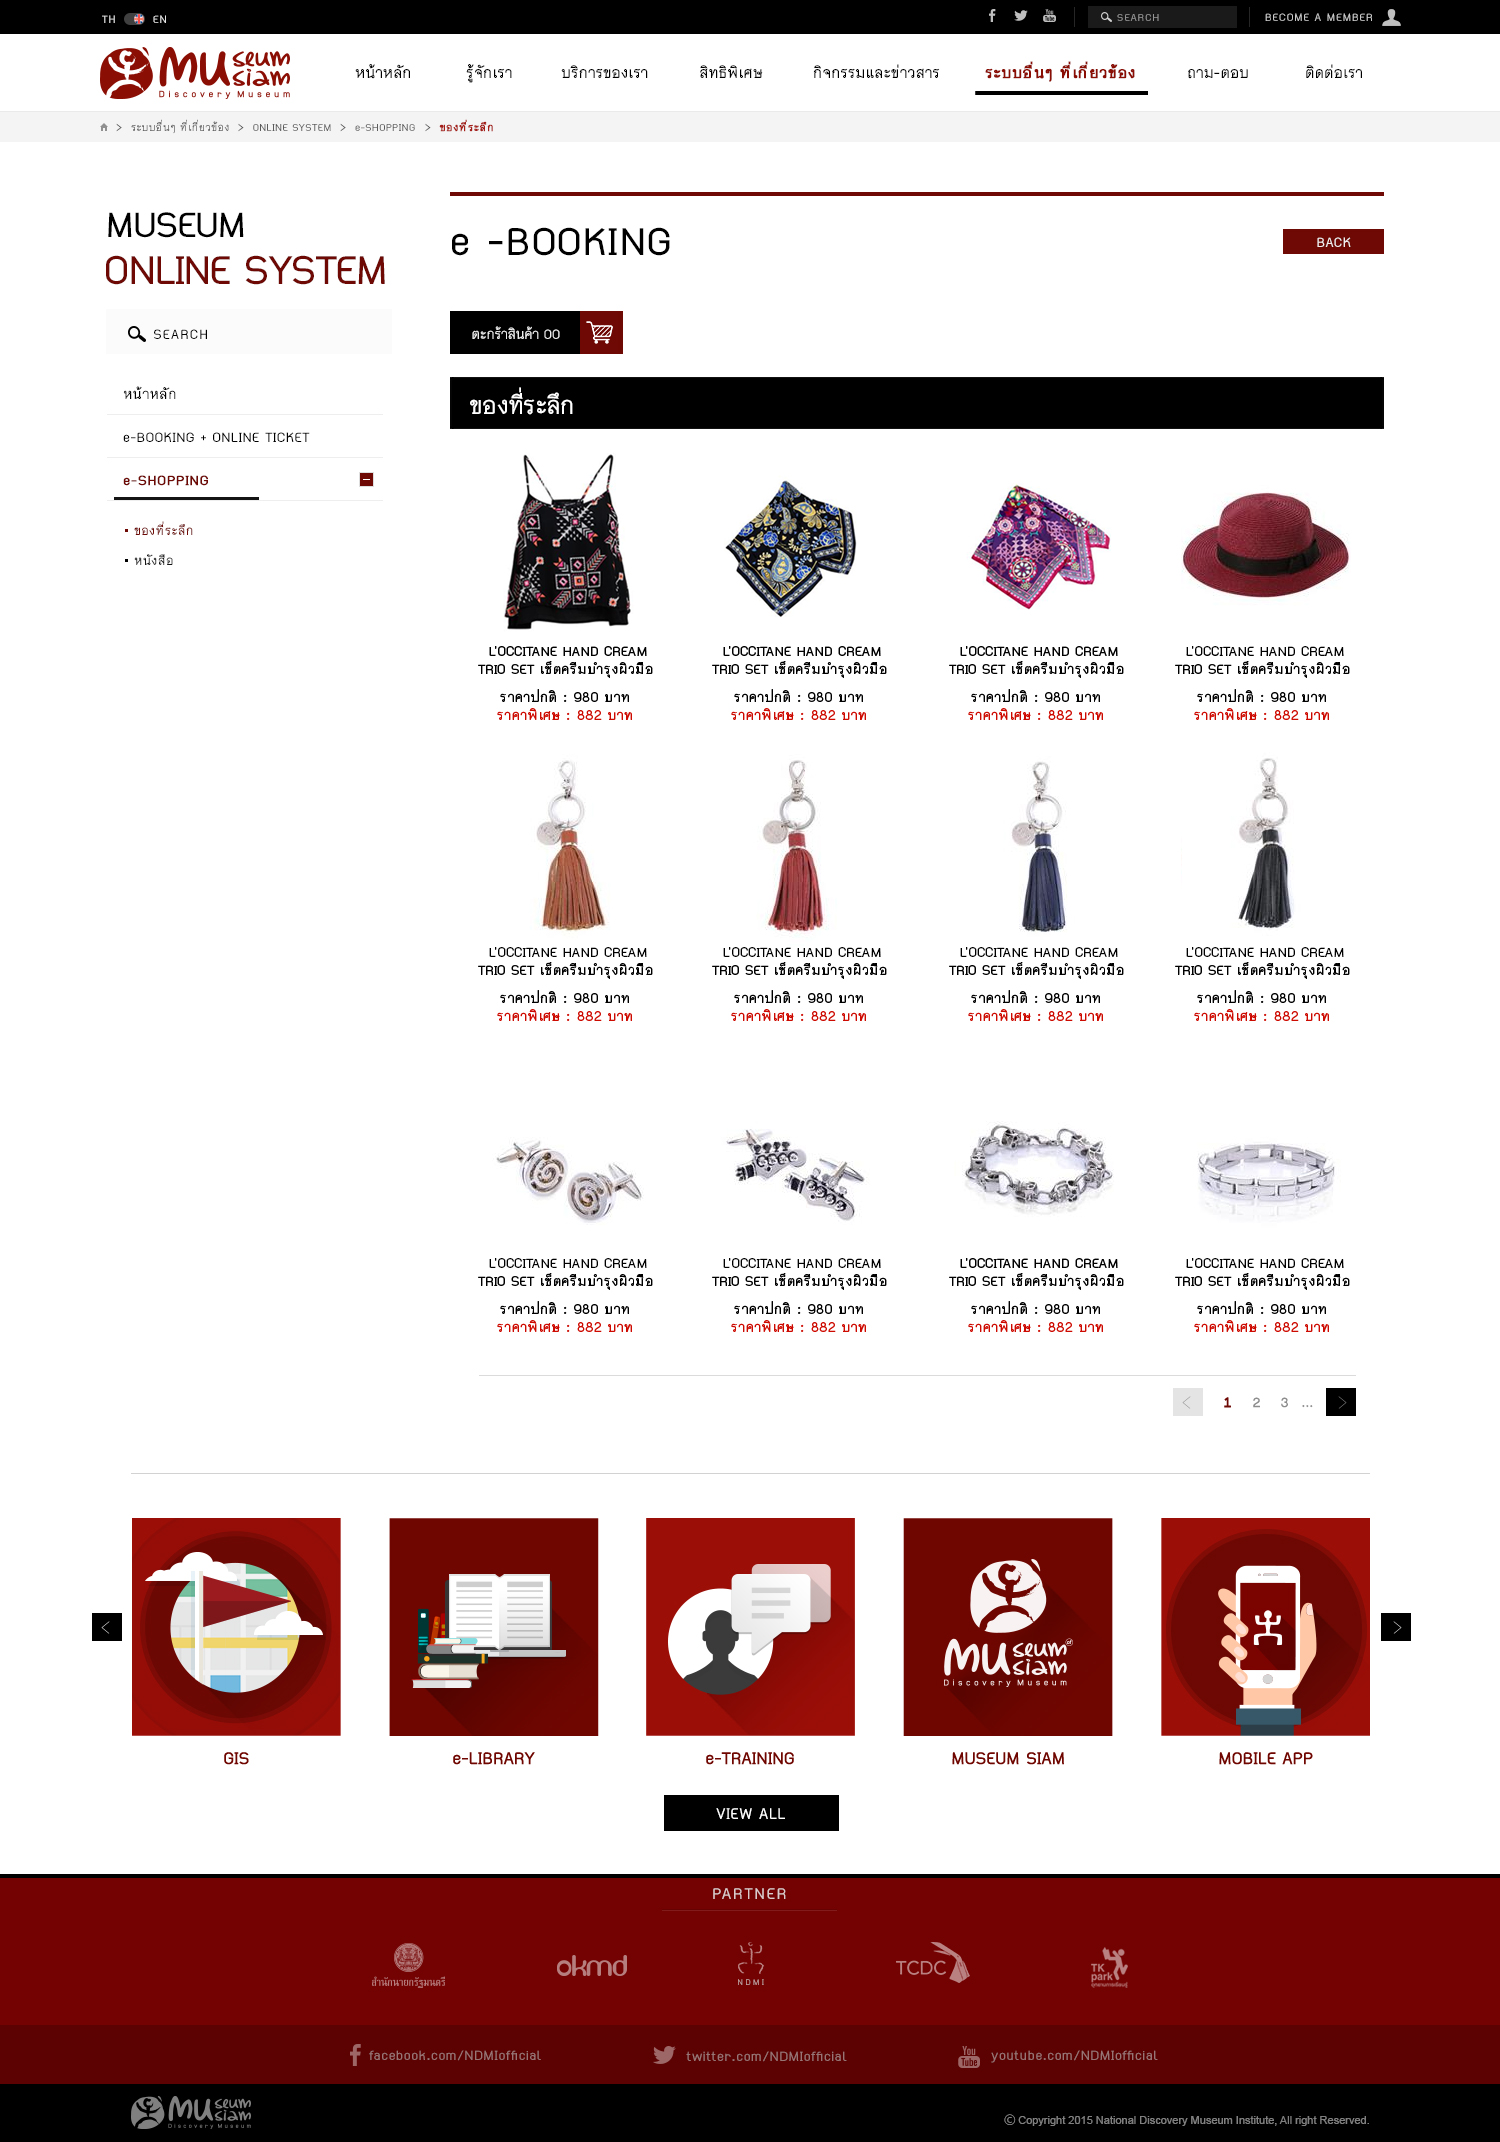 TH EN
SEARCH
BECOME A MEMBER
MUseum siam
Discovery Museum
หน้าหลัก
รู้จักเรา
บริการของเรา
สิทธิพิเศษ
กิจกรรมและข่าวสาร
ระบบอื่นๆ ที่เกี่ยวข้อง
ถาม-ตอบ
ติดต่อเรา
> ระบบอื่นๆ ที่เกี่ยวข้อง > ONLINE SYSTEM > e-SHOPPING > ของที่ระลึก
MUSEUM
ONLINE SYSTEM
SEARCH
หน้าหลัก
e-BOOKING + ONLINE TICKET
e-SHOPPING
ของที่ระลึก
หนังสือ
e -BOOKING
BACK
ตะกร้าสินค้า 00
ของที่ระลึก
L'OCCITANE HAND CREAM
TRIO SET เซ็ตครีมบำรุงผิวมือ
ราคาปกติ : 980 บาท
ราคาพิเศษ : 882 บาท
L'OCCITANE HAND CREAM
TRIO SET เซ็ตครีมบำรุงผิวมือ
ราคาปกติ : 980 บาท
ราคาพิเศษ : 882 บาท
L'OCCITANE HAND CREAM
TRIO SET เซ็ตครีมบำรุงผิวมือ
ราคาปกติ : 980 บาท
ราคาพิเศษ : 882 บาท
L'OCCITANE HAND CREAM
TRIO SET เซ็ตครีมบำรุงผิวมือ
ราคาปกติ : 980 บาท
ราคาพิเศษ : 882 บาท
L'OCCITANE HAND CREAM
TRIO SET เซ็ตครีมบำรุงผิวมือ
ราคาปกติ : 980 บาท
ราคาพิเศษ : 882 บาท
L'OCCITANE HAND CREAM
TRIO SET เซ็ตครีมบำรุงผิวมือ
ราคาปกติ : 980 บาท
ราคาพิเศษ : 882 บาท
L'OCCITANE HAND CREAM
TRIO SET เซ็ตครีมบำรุงผิวมือ
ราคาปกติ : 980 บาท
ราคาพิเศษ : 882 บาท
L'OCCITANE HAND CREAM
TRIO SET เซ็ตครีมบำรุงผิวมือ
ราคาปกติ : 980 บาท
ราคาพิเศษ : 882 บาท
L'OCCITANE HAND CREAM
TRIO SET เซ็ตครีมบำรุงผิวมือ
ราคาปกติ : 980 บาท
ราคาพิเศษ : 882 บาท
L'OCCITANE HAND CREAM
TRIO SET เซ็ตครีมบำรุงผิวมือ
ราคาปกติ : 980 บาท
ราคาพิเศษ : 882 บาท
L'OCCITANE HAND CREAM
TRIO SET เซ็ตครีมบำรุงผิวมือ
ราคาปกติ : 980 บาท
ราคาพิเศษ : 882 บาท
L'OCCITANE HAND CREAM
TRIO SET เซ็ตครีมบำรุงผิวมือ
ราคาปกติ : 980 บาท
ราคาพิเศษ : 882 บาท
< 1 2 3 ... >
MUseum siam
Discovery Museum
GIS
e-LIBRARY
e-TRAINING
MUSEUM SIAM
MOBILE APP
VIEW ALL
PARTNER
สำนักนายกรัฐมนตรี
okmd
NDMI
TCDC
TK park
facebook.com/NDMIofficial
twitter.com/NDMIofficial
You Tube
youtube.com/NDMIofficial
MUseum siam
Discovery Museum
© Copyright 2015 National Discovery Museum Institute, All right Reserved.